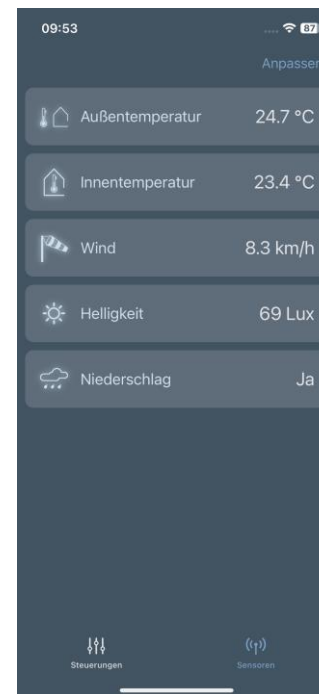 09:53
87
Anpassen
Außentemperatur 24.7 °C
Innentemperatur 23.4 °C
Wind 8.3 km/h
Helligkeit 69 Lux
Niederschlag Ja
Steuerungen Sensoren